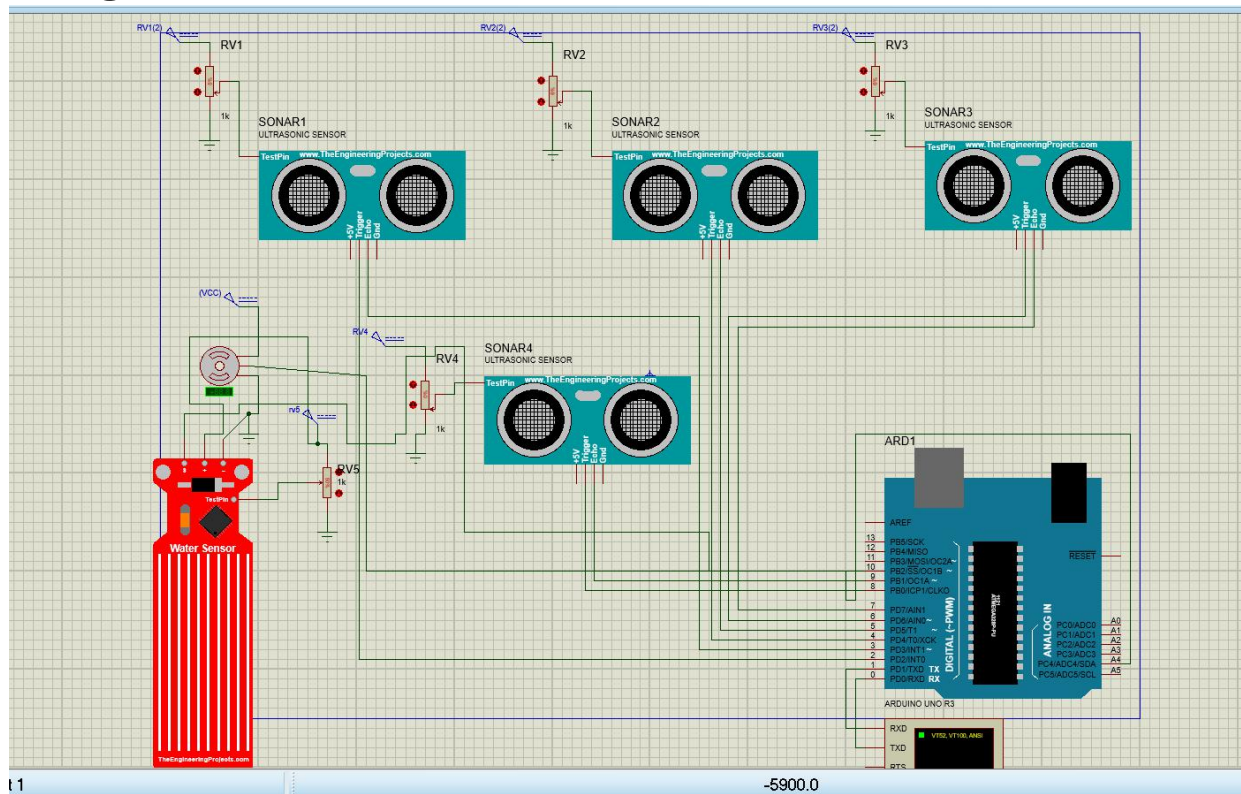 RV1(2)
RV1
1k
SONAR1
ULTRASONIC SENSOR
TestPin
www.TheEngineeringProjects.com
+5V
Trigger
Echo
Gnd
RV2(2)
RV2
1k
SONAR2
ULTRASONIC SENSOR
TestPin
www.TheEngineeringProjects.com
+5V
Trigger
Echo
Gnd
RV3(2)
RV3
1k
SONAR3
ULTRASONIC SENSOR
TestPin
www.TheEngineeringProjects.com
+5V
Trigger
Echo
Gnd
(VCC)
RV4
RV4
1k
SONAR4
ULTRASONIC SENSOR
TestPin
www.TheEngineeringProjects.com
+5V
Trigger
Echo
Gnd
rv5
RV5
1k
TestPin
Water Sensor
TheEngineeringProjects.com
ARD1
AREF
13 PB5/SCK
12 PB4/MISO
11 PB3/MOSI/OC2A ~
10 PB2/SS/OC1B ~
9 PB1/OC1A ~
8 PB0/ICP1/CLKO
7 PD7/AIN1
6 PD6/AIN0 ~
5 PD5/T1 ~
4 PD4/T0/XCK
3 PD3/INT1 ~
2 PD2/INT0
1 PD1/TXD TX
0 PD0/RXD RX
DIGITAL (~PWM)
ANALOG IN
RESET
PC0/ADC0 A0
PC1/ADC1 A1
PC2/ADC2 A2
PC3/ADC3 A3
PC4/ADC4/SDA A4
PC5/ADC5/SCL A5
ARDUINO UNO R3
RXD
TXD
RTS
VT52, VT100, ANSI
t 1
-5900.0